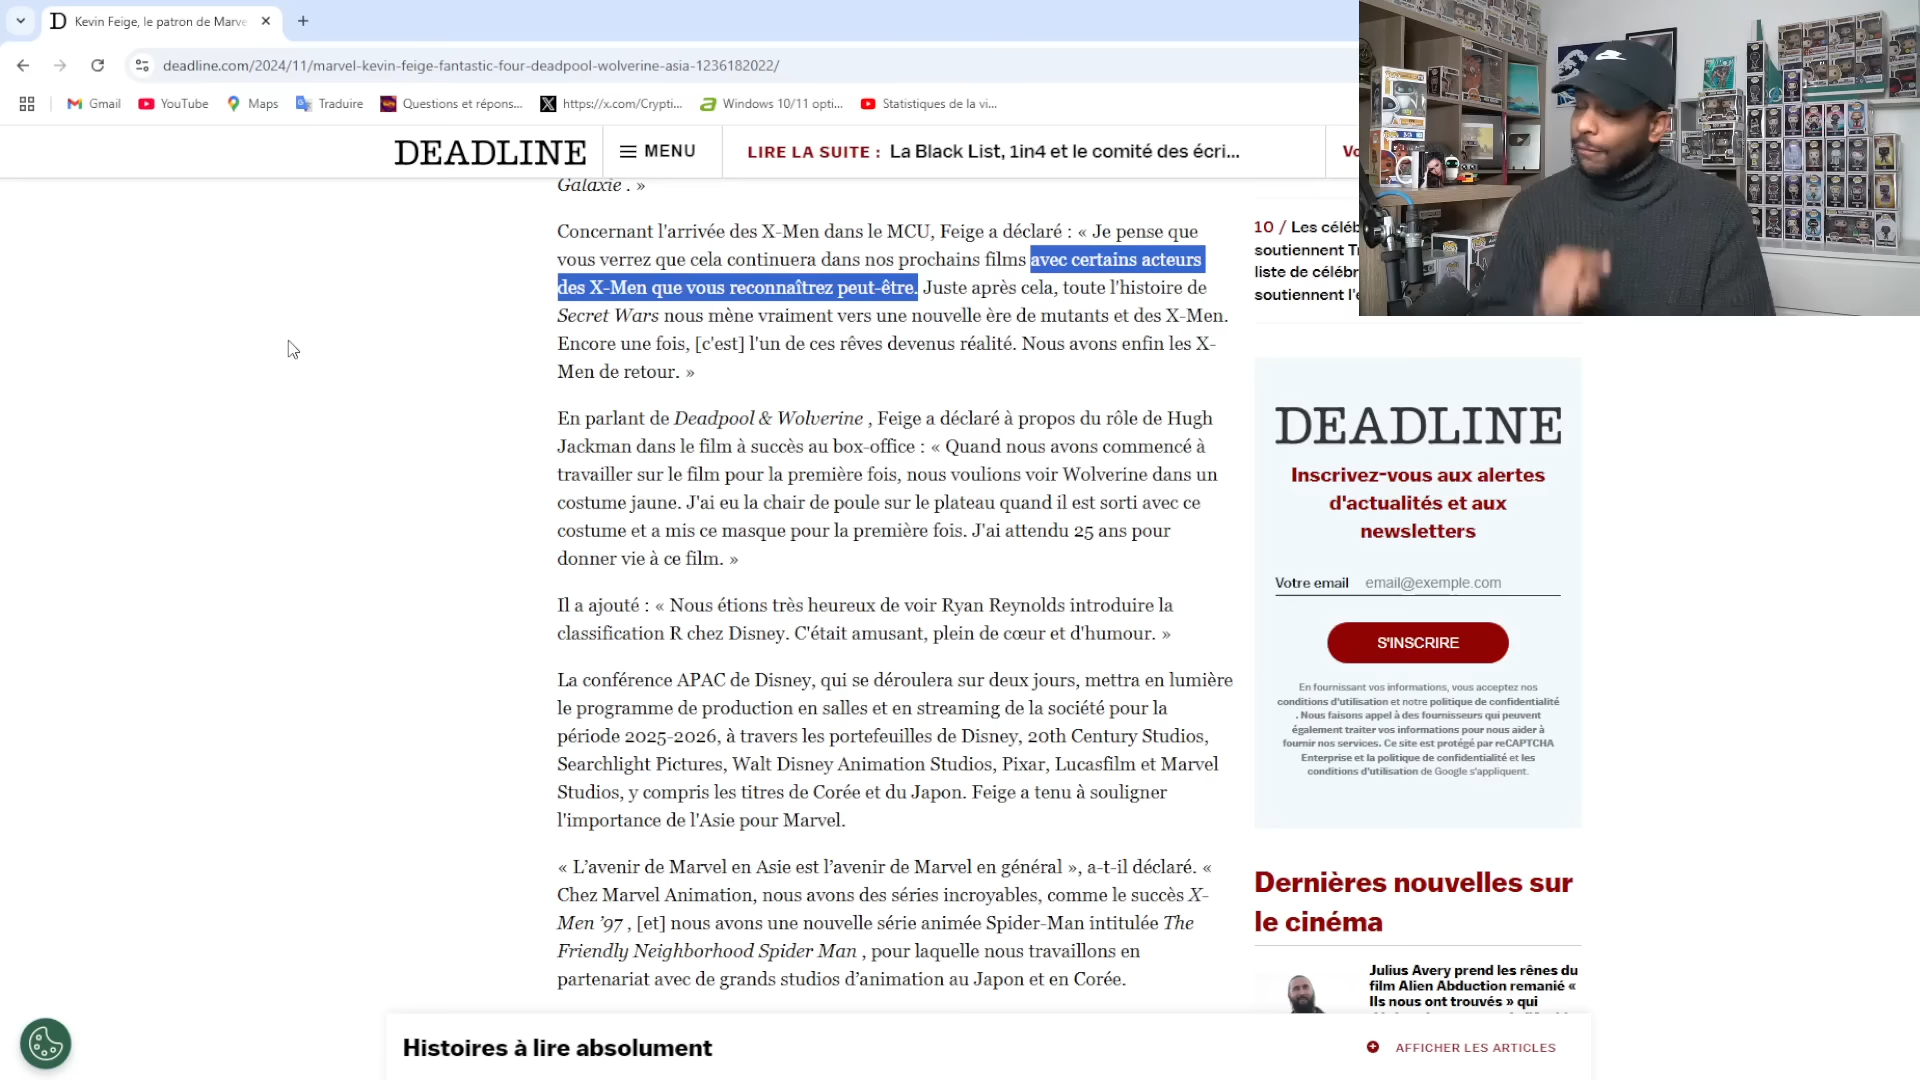 Kevin Feige, le patron de Marve
deadline.com/2024/11/marvel-kevin-feige-fantastic-four-deadpool-wolverine-asia-1236182022/
Gmail
YouTube
Maps
Traduire
Questions et répons...
https://x.com/Crypti...
Windows 10/11 opti...
Statistiques de la vi...
DEADLINE
MENU
LIRE LA SUITE : La Black List, 1in4 et le comité des écri...
Galaxie . »
Concernant l'arrivée des X-Men dans le MCU, Feige a déclaré : « Je pense que
vous verrez que cela continuera dans nos prochains films avec certains acteurs
des X-Men que vous reconnaîtrez peut-être. Juste après cela, toute l'histoire de
Secret Wars nous mène vraiment vers une nouvelle ère de mutants et des X-Men.
Encore une fois, [c'est] l'un de ces rêves devenus réalité. Nous avons enfin les X-
Men de retour. »
En parlant de Deadpool & Wolverine , Feige a déclaré à propos du rôle de Hugh
Jackman dans le film à succès au box-office : « Quand nous avons commencé à
travailler sur le film pour la première fois, nous voulions voir Wolverine dans un
costume jaune. J'ai eu la chair de poule sur le plateau quand il est sorti avec ce
costume et a mis ce masque pour la première fois. J'ai attendu 25 ans pour
donner vie à ce film. »
Il a ajouté : « Nous étions très heureux de voir Ryan Reynolds introduire la
classification R chez Disney. C'était amusant, plein de cœur et d'humour. »
La conférence APAC de Disney, qui se déroulera sur deux jours, mettra en lumière
le programme de production en salles et en streaming de la société pour la
période 2025-2026, à travers les portefeuilles de Disney, 20th Century Studios,
Searchlight Pictures, Walt Disney Animation Studios, Pixar, Lucasfilm et Marvel
Studios, y compris les titres de Corée et du Japon. Feige a tenu à souligner
l'importance de l'Asie pour Marvel.
« L’avenir de Marvel en Asie est l’avenir de Marvel en général », a-t-il déclaré. «
Chez Marvel Animation, nous avons des séries incroyables, comme le succès X-
Men ’97 , [et] nous avons une nouvelle série animée Spider-Man intitulée The
Friendly Neighborhood Spider Man , pour laquelle nous travaillons en
partenariat avec de grands studios d’animation au Japon et en Corée.
10 / Les céléb
soutiennent T
liste de célébr
soutiennent l'é
DEADLINE
Inscrivez-vous aux alertes
d'actualités et aux
newsletters
Votre email email@exemple.com
S'INSCRIRE
En fournissant vos informations, vous acceptez nos
conditions d'utilisation et notre politique de confidentialité
. Nous faisons appel à des fournisseurs qui peuvent
également traiter vos informations pour nous aider à
fournir nos services. Ce site est protégé par reCAPTCHA
Enterprise et la politique de confidentialité et les
conditions d'utilisation de Google s'appliquent.
Dernières nouvelles sur
le cinéma
Julius Avery prend les rênes du
film Alien Abduction remanié «
Ils nous ont trouvés » qui
Histoires à lire absolument
AFFICHER LES ARTICLES